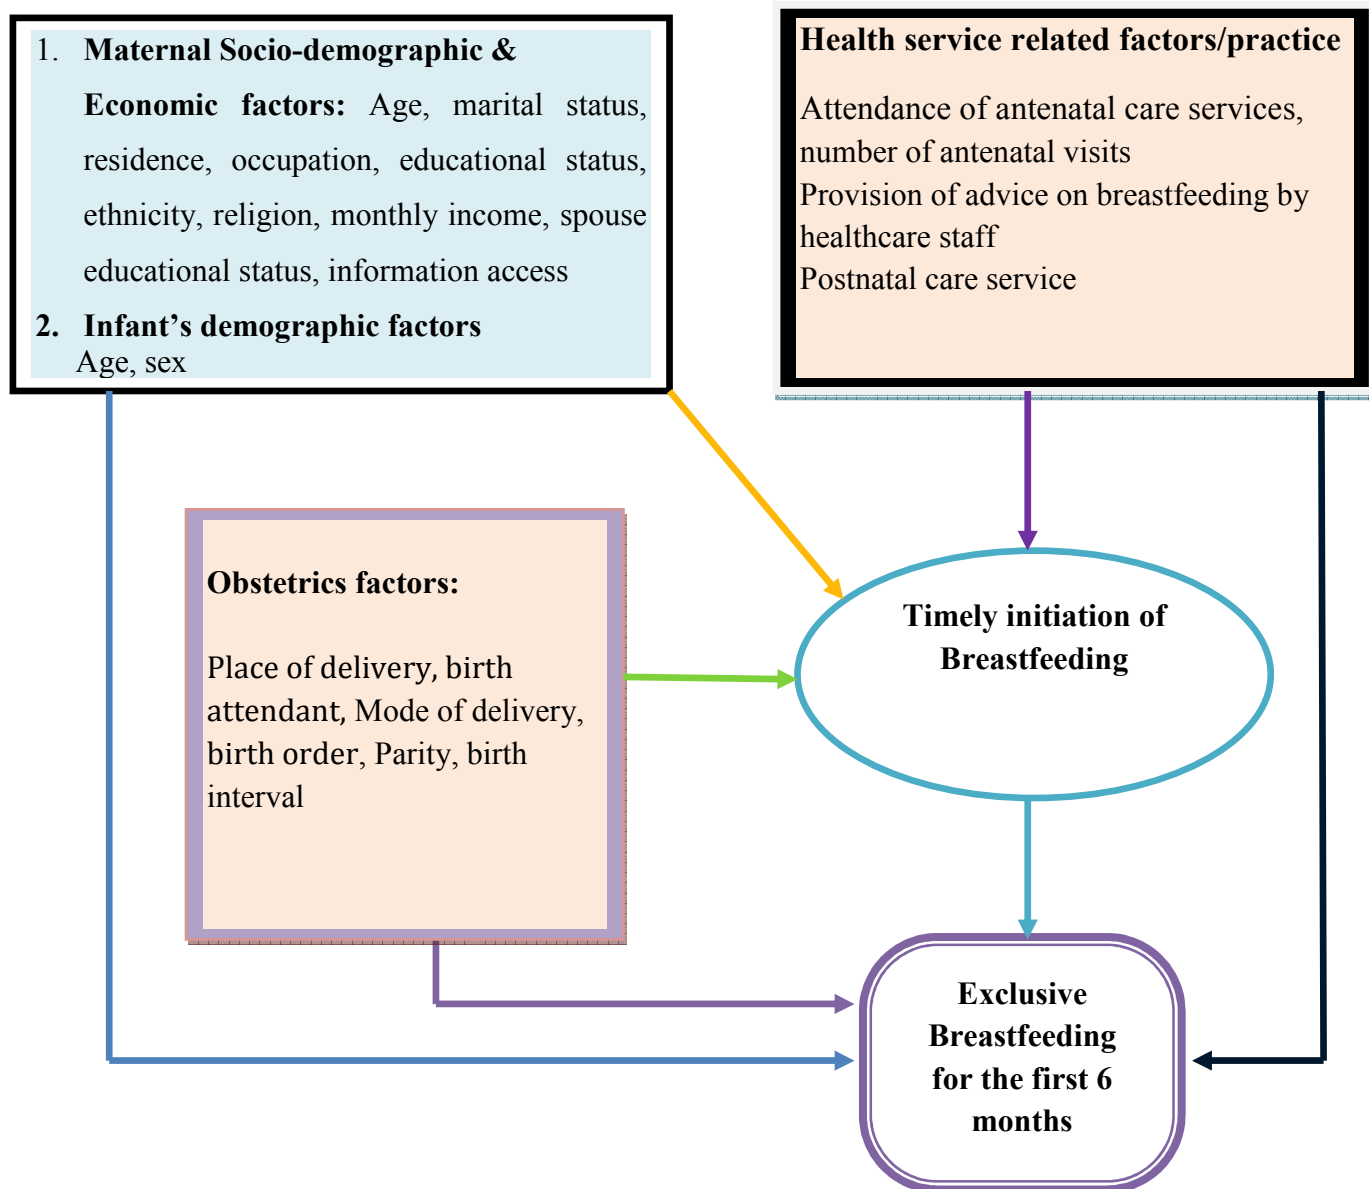 1. Maternal Socio-demographic &
Economic factors: Age, marital status,
residence, occupation, educational status,
ethnicity, religion, monthly income, spouse
educational status, information access
2. Infant’s demographic factors
Age, sex
Health service related factors/practice
Attendance of antenatal care services,
number of antenatal visits
Provision of advice on breastfeeding by
healthcare staff
Postnatal care service
Obstetrics factors:
Place of delivery, birth
attendant, Mode of delivery,
birth order, Parity, birth
interval
Timely initiation of
Breastfeeding
Exclusive
Breastfeeding
for the first 6
months